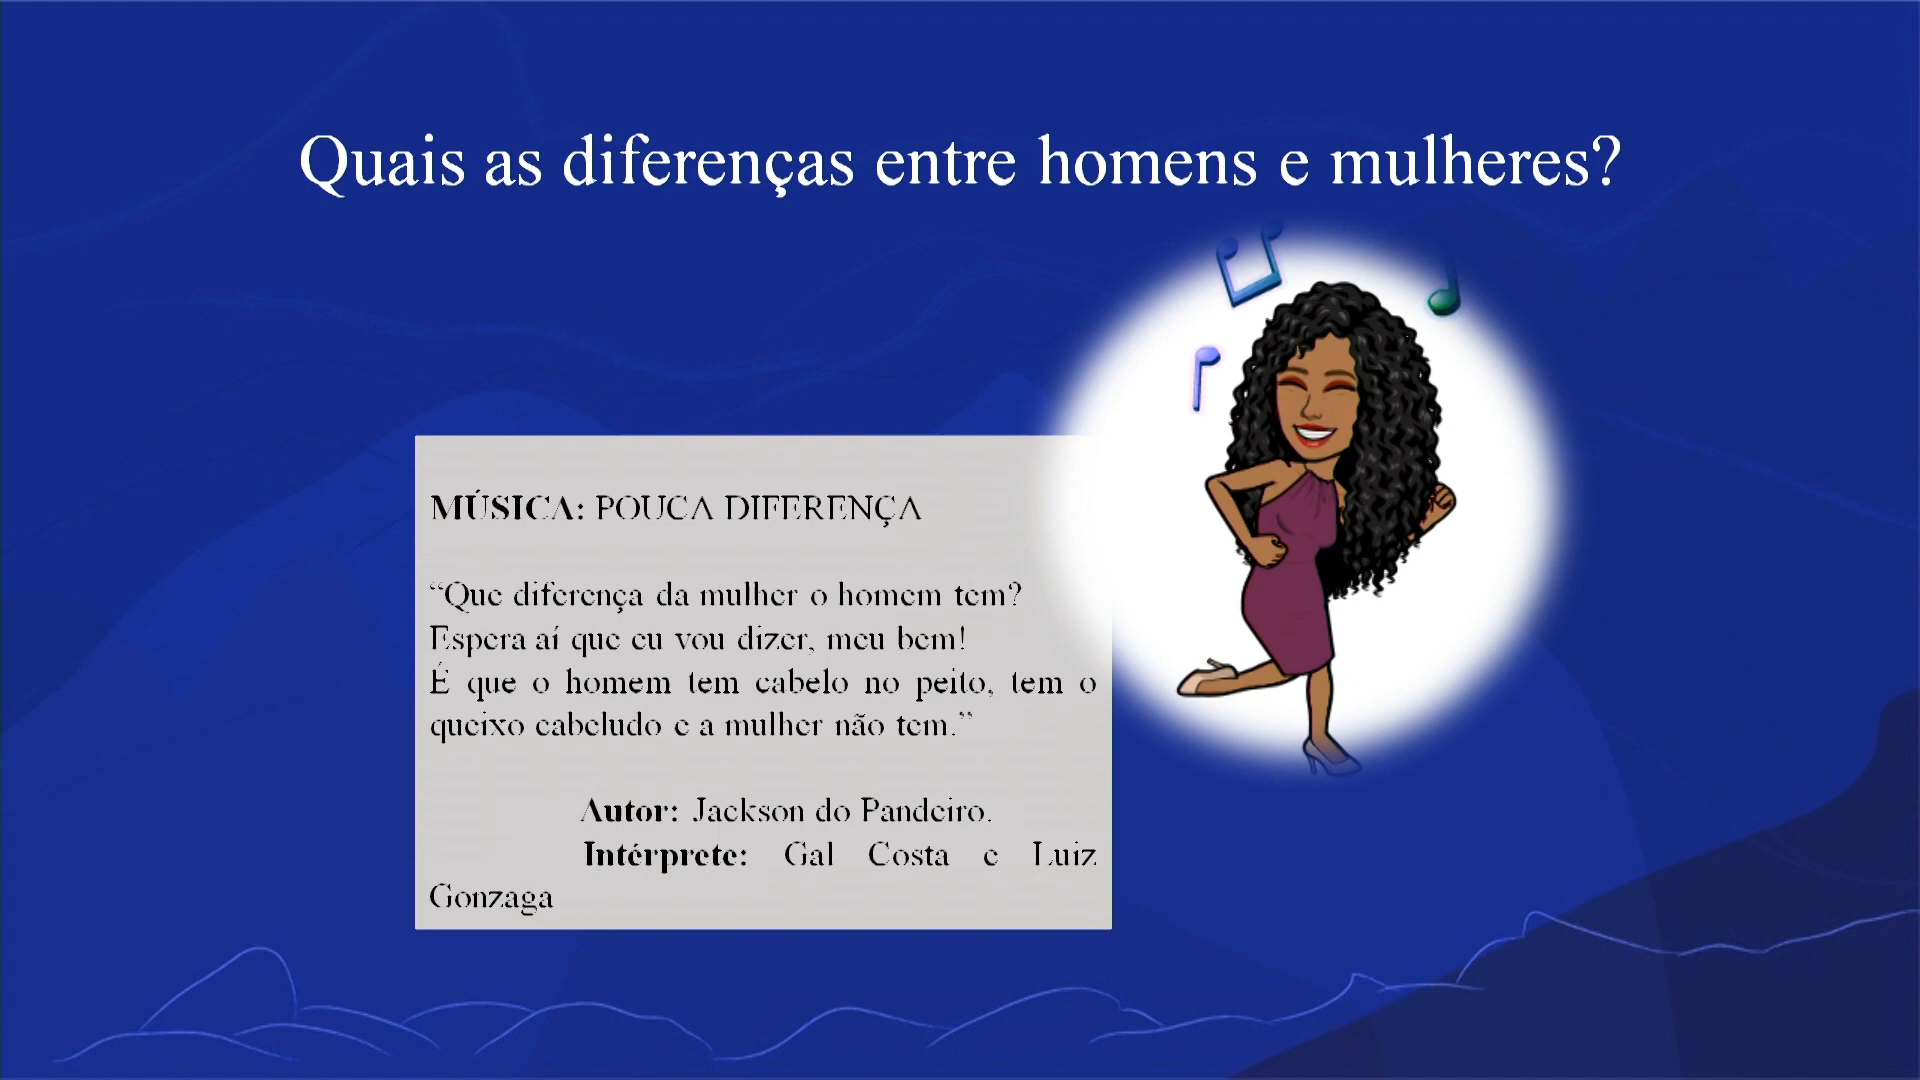 Quais as diferenças entre homens e mulheres?
MÚSICA: POUCA DIFERENÇA
“Que diferença da mulher o homem tem?
Espera aí que eu vou dizer, meu bem!
É que o homem tem cabelo no peito, tem o
queixo cabeludo e a mulher não tem.”
Autor: Jackson do Pandeiro.
Intérprete: Gal Costa e Luiz
Gonzaga